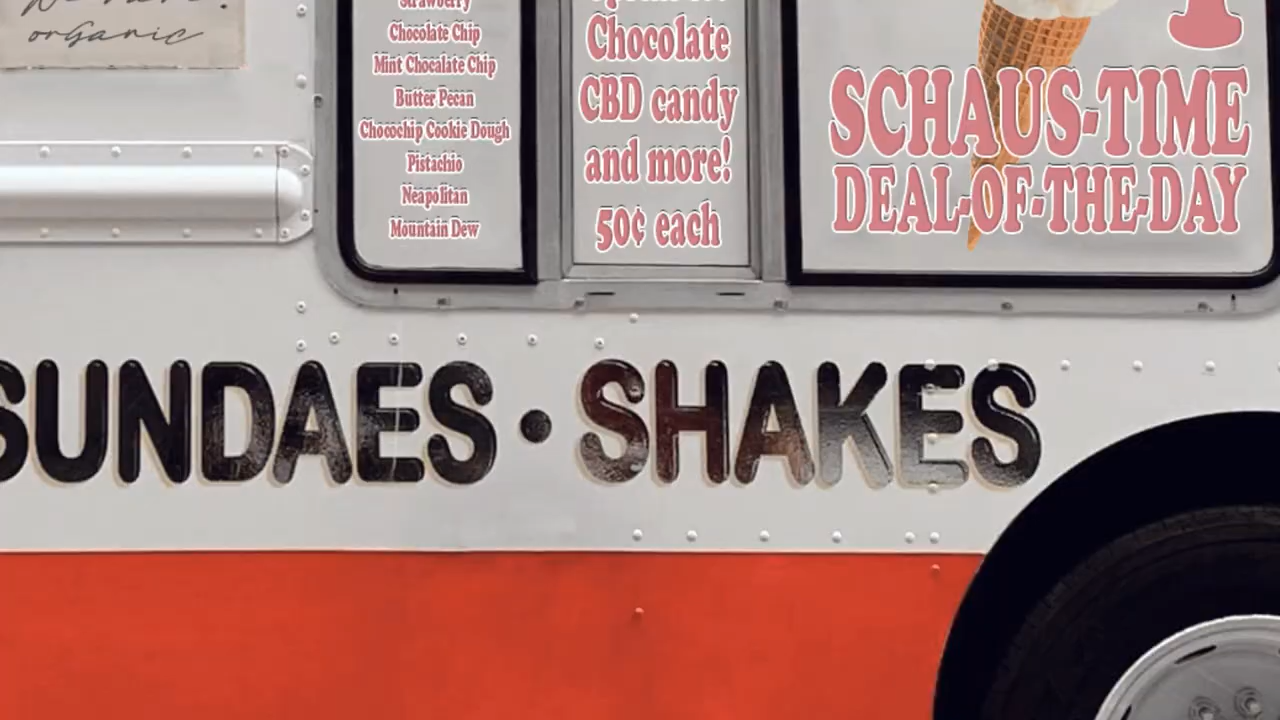 organic
Strawberry
Chocolate Chip
Mint Chocalate Chip
Butter Pecan
Chocochip Cookie Dough
Pistachio
Neapolitan
Mountain Dew
Chocolate
CBD candy
and more!
50¢ each
SCHAUS-TIME
DEAL-OF-THE-DAY
SUNDAES • SHAKES